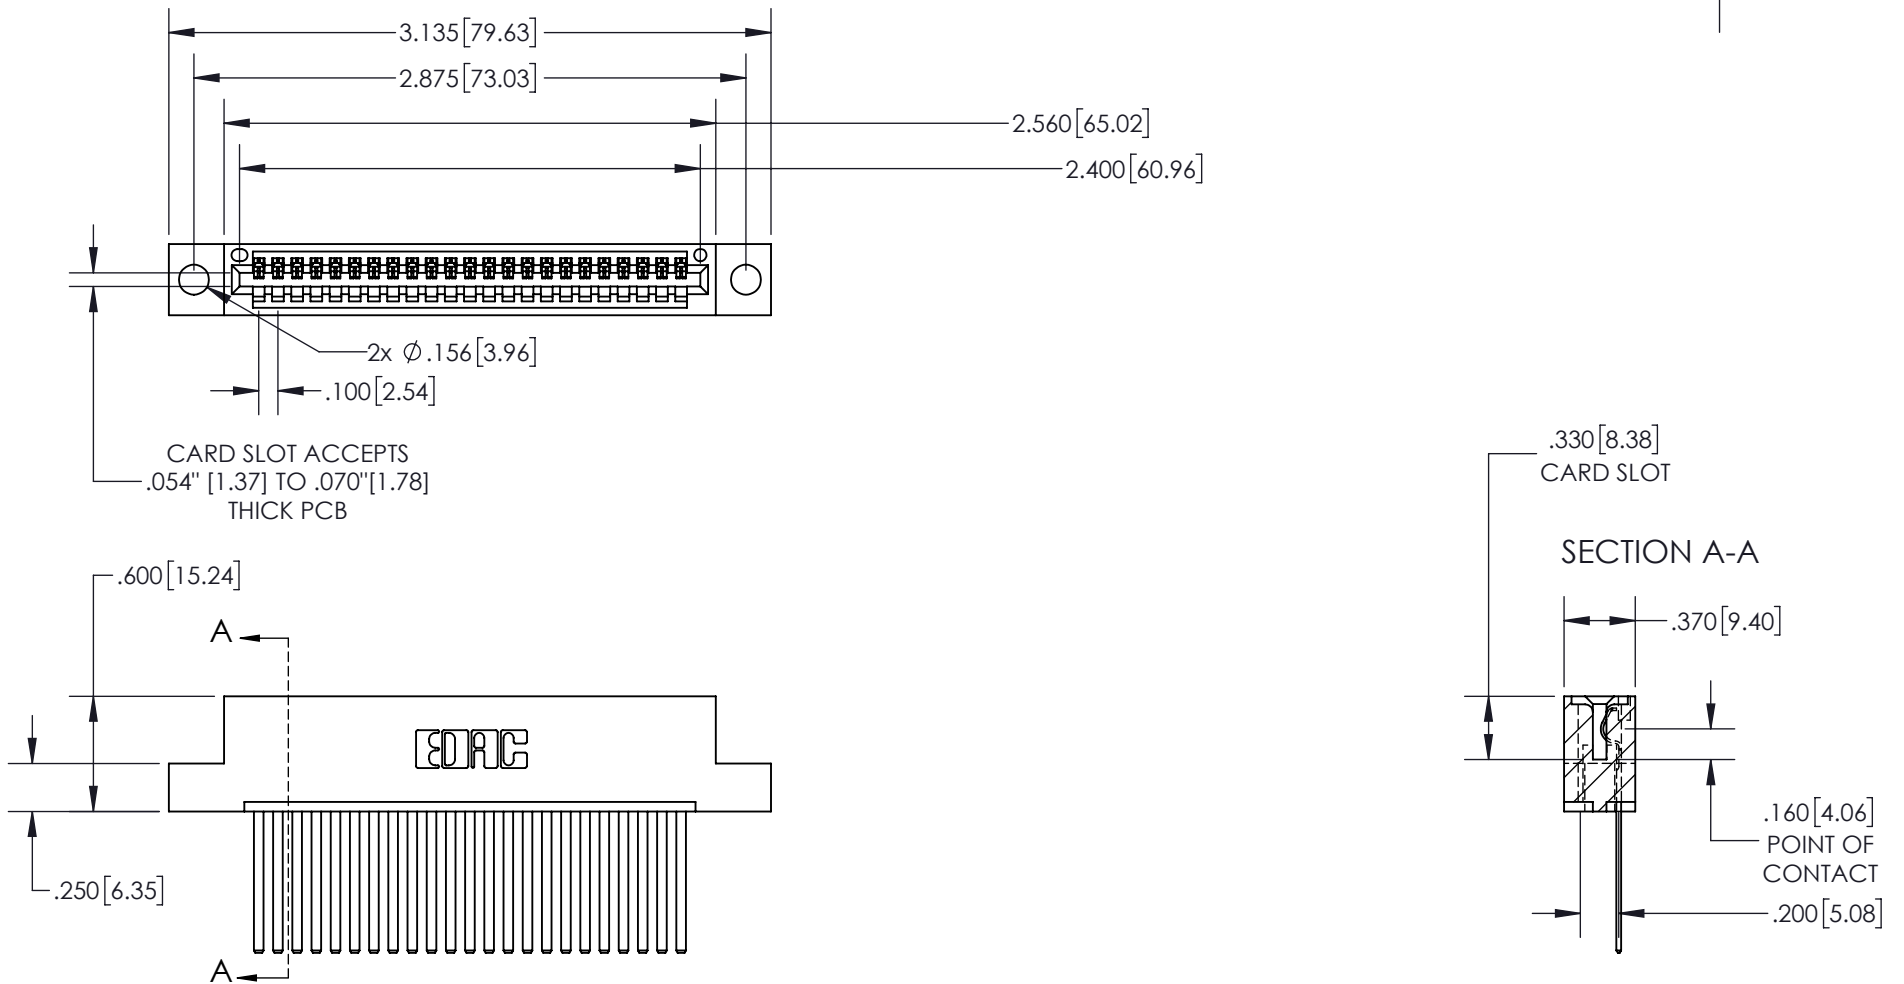 3.135[79.63]
2.875[73.03]
2.560[65.02]
2.400[60.96]
2x Ø.156[3.96]
.100[2.54]
CARD SLOT ACCEPTS
.054" [1.37] TO .070"[1.78]
THICK PCB
.330[8.38]
CARD SLOT
SECTION A-A
.600[15.24]
A
.370[9.40]
EDAC
.160[4.06]
POINT OF
CONTACT
.250[6.35]
.200[5.08]
A